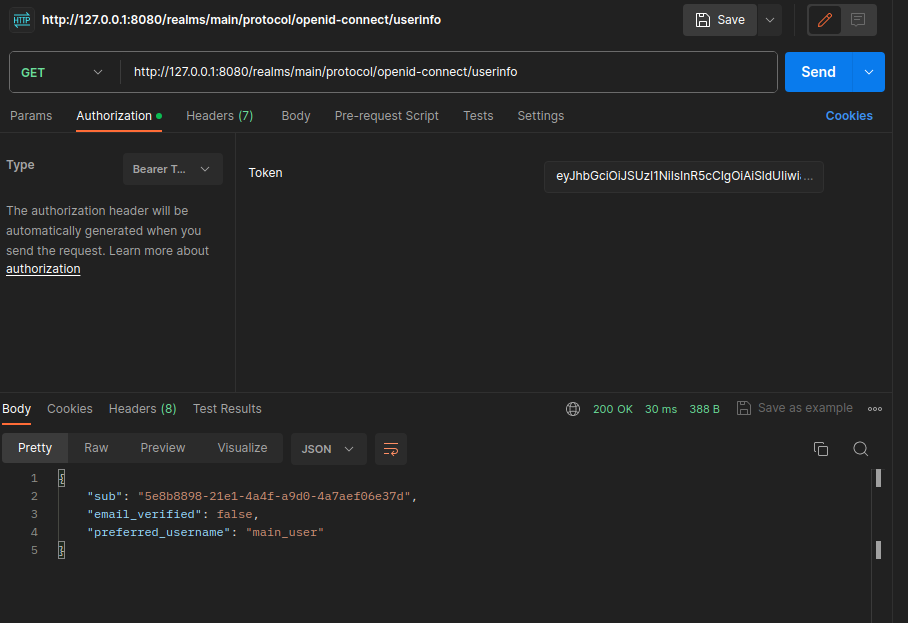 HTTP http://127.0.0.1:8080/realms/main/protocol/openid-connect/userinfo Save
GET http://127.0.0.1:8080/realms/main/protocol/openid-connect/userinfo Send
Params Authorization Headers (7) Body Pre-request Script Tests Settings Cookies
Type Bearer T... Token eyJhbGciOiJSUzI1NiIsInR5cCIgOiAiSldUIiwi...
The authorization header will be
automatically generated when you
send the request. Learn more about
authorization
Body Cookies Headers (8) Test Results 200 OK 30 ms 388 B Save as example
Pretty Raw Preview Visualize JSON
1 {
2 "sub": "5e8b8898-21e1-4a4f-a9d0-4a7aef06e37d",
3 "email_verified": false,
4 "preferred_username": "main_user"
5 }